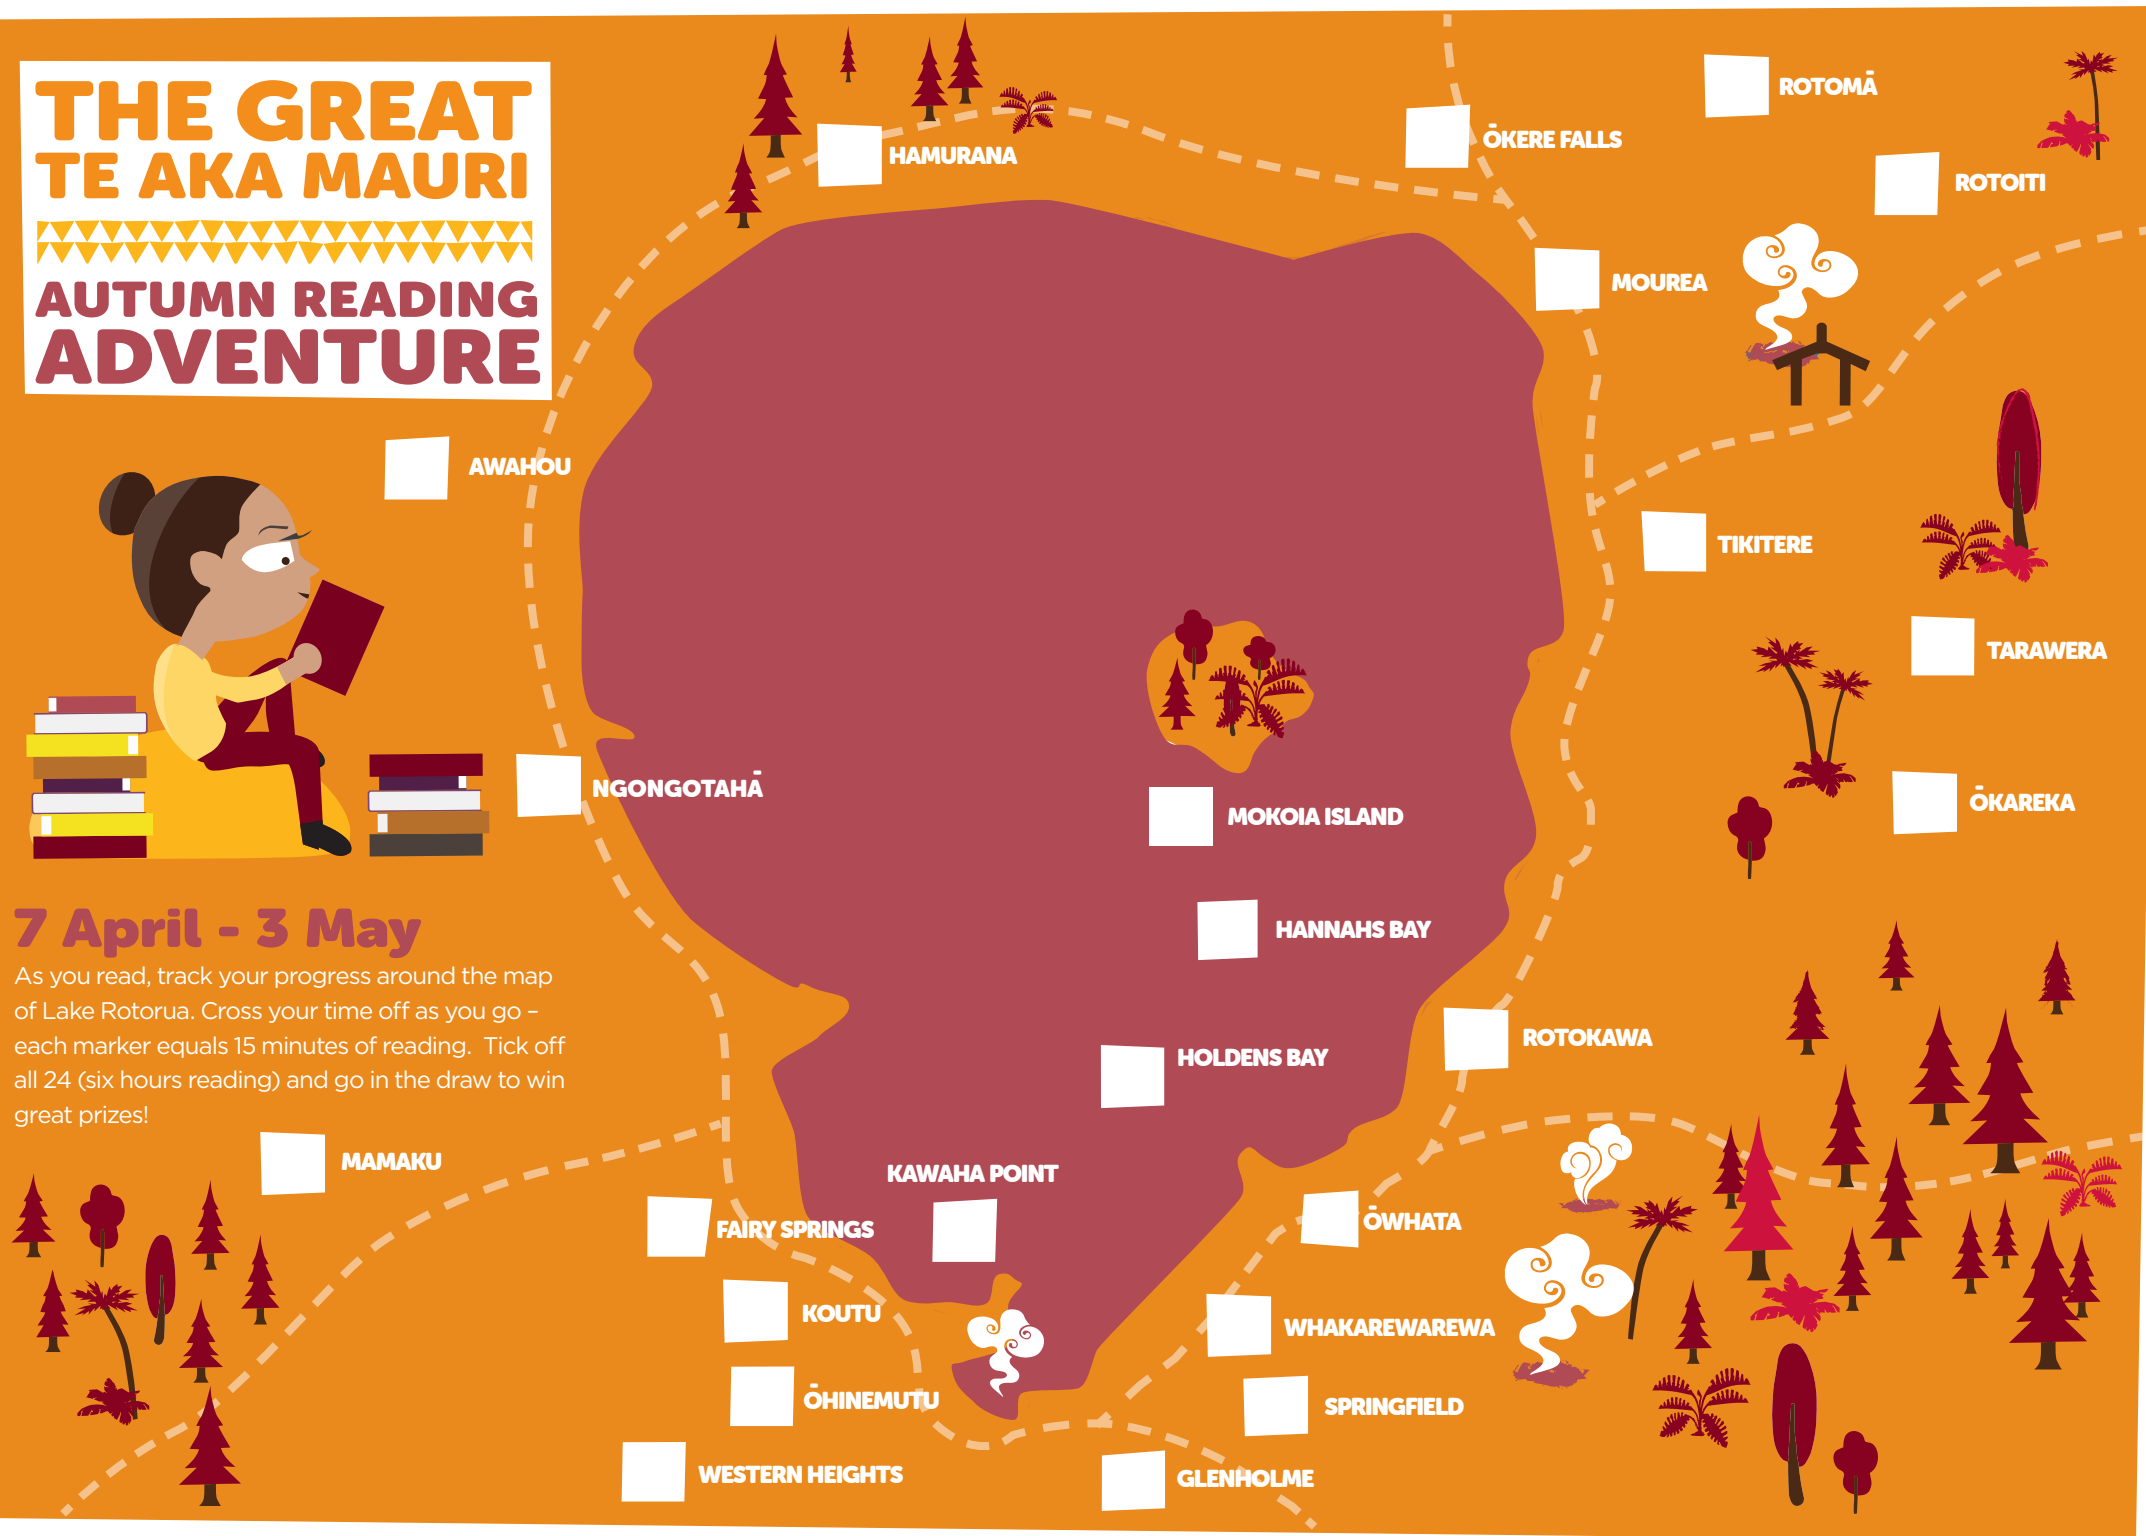 THE GREAT
TE AKA MAURI
AUTUMN READING
ADVENTURE
7 April - 3 May
As you read, track your progress around the map
of Lake Rotorua. Cross your time off as you go –
each marker equals 15 minutes of reading.  Tick off
all 24 (six hours reading) and go in the draw to win
great prizes!
HAMURANA
ŌKERE FALLS
ROTOMĀ
ROTOITI
MOUREA
AWAHOU
TIKITERE
TARAWERA
NGONGOTAHĀ
MOKOIA ISLAND
ŌKAREKA
HANNAHS BAY
ROTOKAWA
HOLDENS BAY
MAMAKU
KAWAHA POINT
FAIRY SPRINGS
ŌWHATA
KOUTU
WHAKAREWAREWA
ŌHINEMUTU
SPRINGFIELD
WESTERN HEIGHTS
GLENHOLME